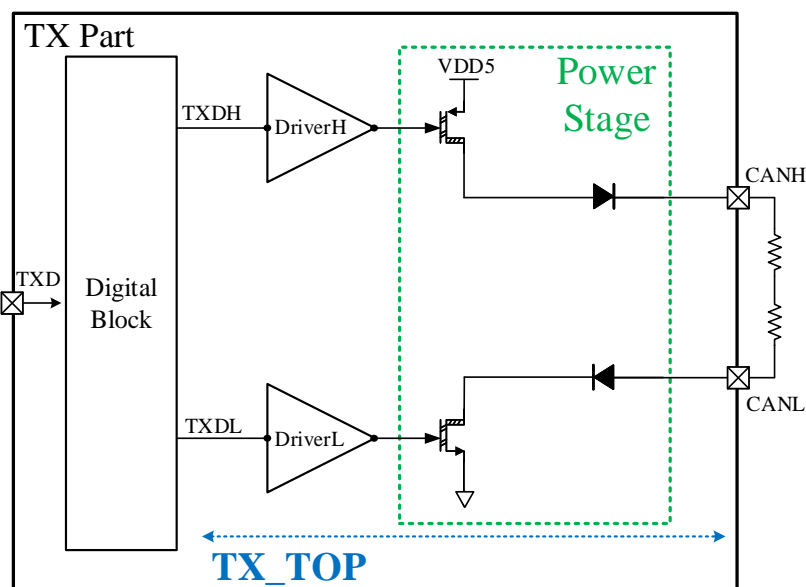 TX Part
VDD5
Power
Stage
TXDH
DriverH
CANH
TXD
Digital
Block
CANL
TXDL
DriverL
TX_TOP